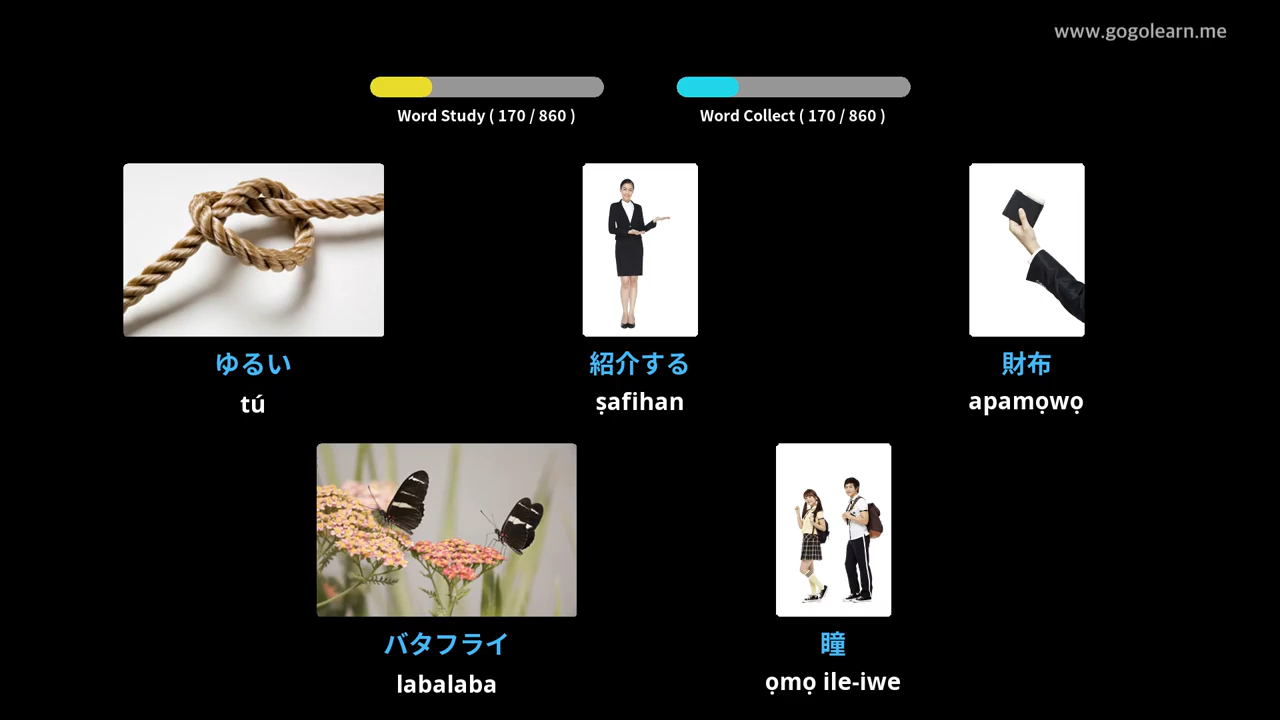 www.gogolearn.me
Word Study ( 170 / 860 )
Word Collect ( 170 / 860 )
ゆるい
tú
紹介する
ṣafihan
財布
apamọwọ
バタフライ
labalaba
瞳
ọmọ ile-iwe